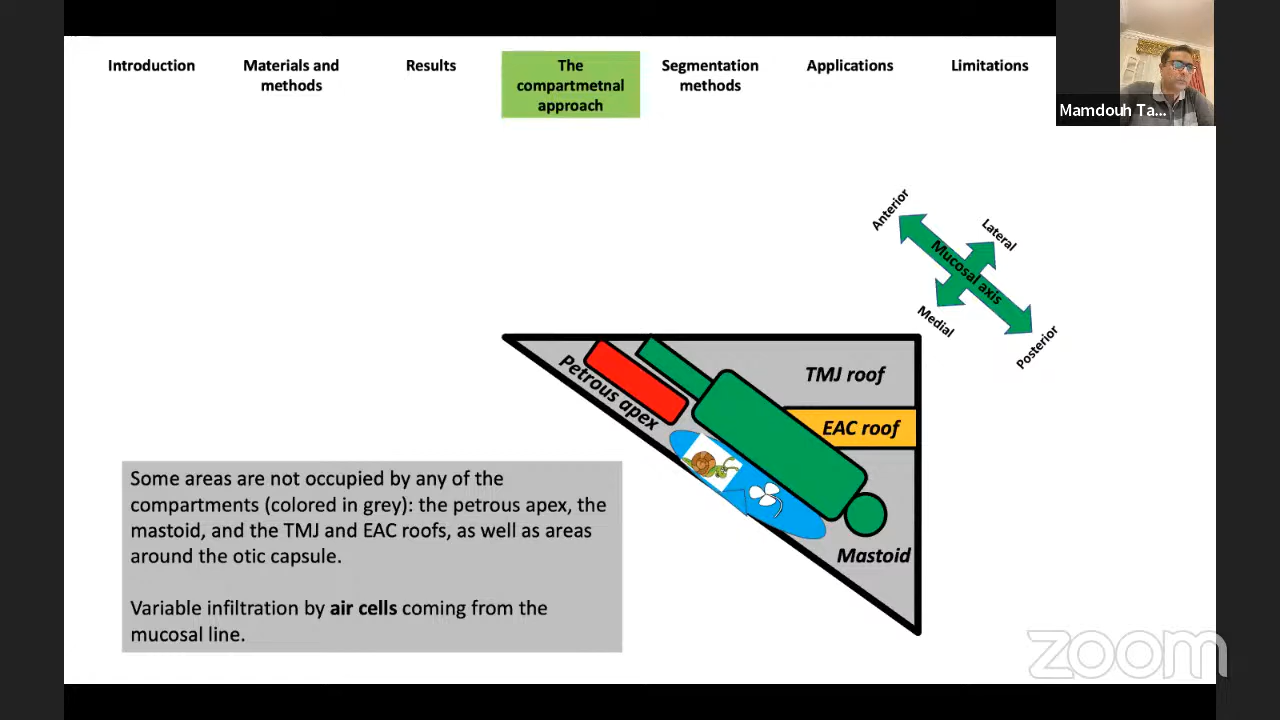 Introduction
Materials and
methods
Results
The
compartmetnal
approach
Segmentation
methods
Applications
Limitations
Mamdouh Ta...
Anterior
Lateral
Mucosal axis
Medial
Posterior
Petrous apex
TMJ roof
EAC roof
Mastoid
Some areas are not occupied by any of the
compartments (colored in grey): the petrous apex, the
mastoid, and the TMJ and EAC roofs, as well as areas
around the otic capsule.
Variable infiltration by air cells coming from the
mucosal line.
zoom